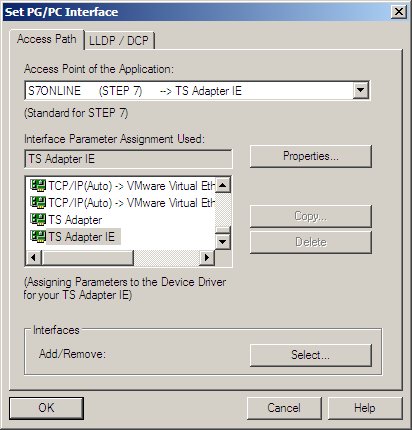 Set PG/PC Interface
Access Path
LLDP / DCP
Access Point of the Application:
S7ONLINE (STEP 7) --> TS Adapter IE
(Standard for STEP 7)
Interface Parameter Assignment Used:
TS Adapter IE
Properties...
TCP/IP(Auto) -> VMware Virtual Eth
TCP/IP(Auto) -> VMware Virtual Eth
TS Adapter
TS Adapter IE
Copy...
Delete
(Assigning Parameters to the Device Driver
for your TS Adapter IE)
Interfaces
Add/Remove:
Select...
OK
Cancel
Help